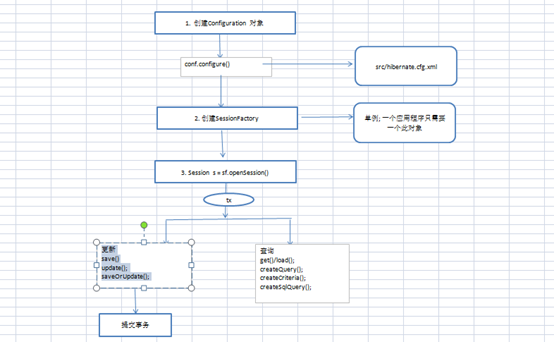 1. 创建Configuration 对象
conf.configure()
src/hibernate.cfg.xml
2. 创建SessionFactory
单例; 一个应用程序只需要
一个此对象
3. Session s = sf.openSession()
tx
更新
save()
update();
saveOrUpdate();
查询
get()/load();
createQuery();
createCriteria();
createSqlQuery();
提交事务